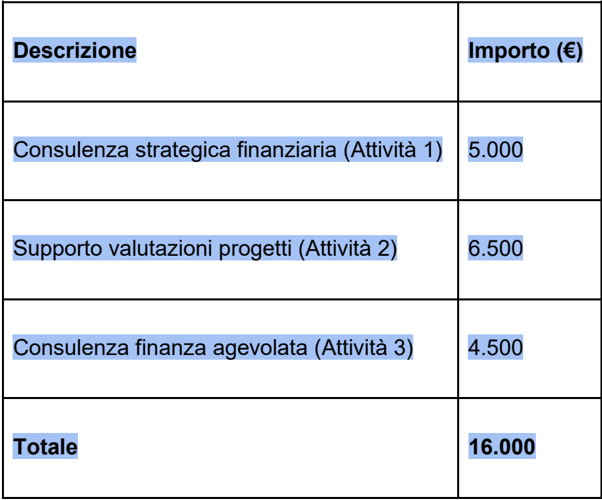 Descrizione Importo (€)
Consulenza strategica finanziaria (Attività 1) 5.000
Supporto valutazioni progetti (Attività 2) 6.500
Consulenza finanza agevolata (Attività 3) 4.500
Totale 16.000